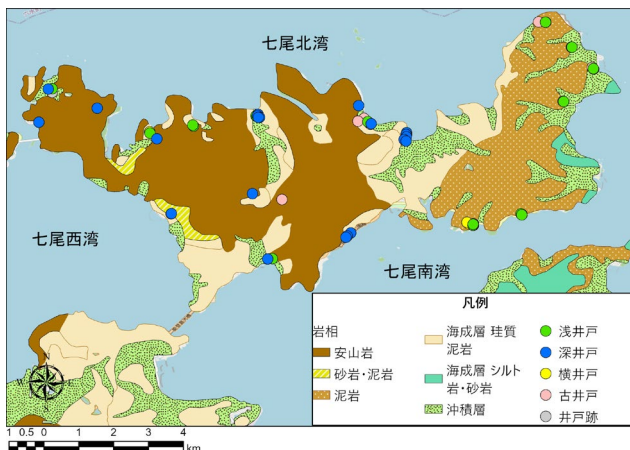 七尾北湾
七尾西湾
七尾南湾
凡例
岩相
安山岩
砂岩・泥岩
泥岩
海成層 珪質
泥岩
海成層 シルト
岩・砂岩
沖積層
浅井戸
深井戸
横井戸
古井戸
井戸跡
N
W
E
S
1 0.5 0 1 2 3 4
km